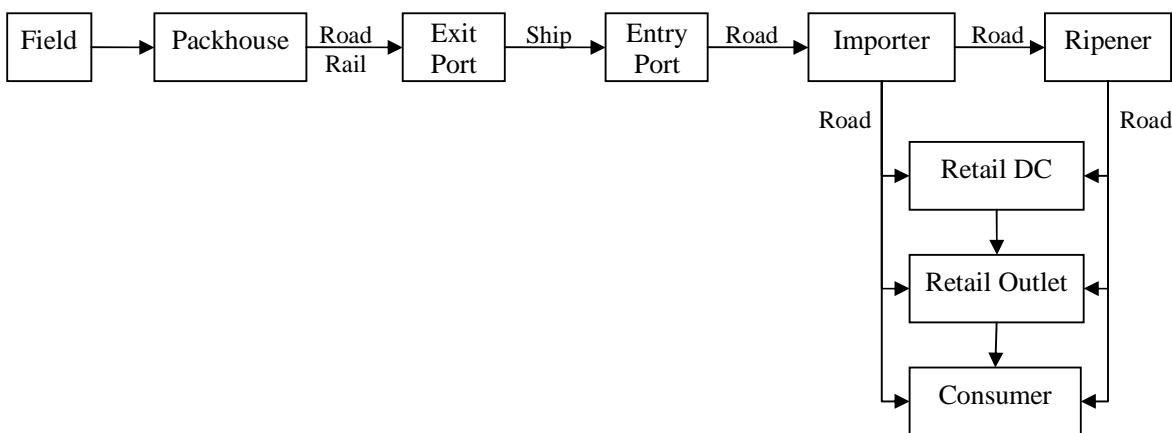 Field
Packhouse
Road
Rail
Exit
Port
Ship
Entry
Port
Road
Importer
Road
Ripener
Road
Road
Retail DC
Retail Outlet
Consumer